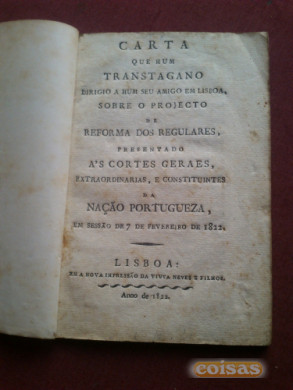 CARTA
QUE HUM
TRANSTAGANO
DIRIGIO A HUM SEU AMIGO EM LISBOA,
SOBRE O PROJECTO
DE
REFORMA DOS REGULARES,
PRESENTADO
A'S CORTES GERAES,
EXTRAORDINARIAS, E CONSTITUINTES
DA
NAÇÃO PORTUGUEZA,
EM SESSÃO DE 7 DE FEVEREIRO DE 1822.
LISBOA:
NA NOVA IMPRESSÃO DA VIUVA NEVES E FILHOS.
Anno de 1822.
coisas